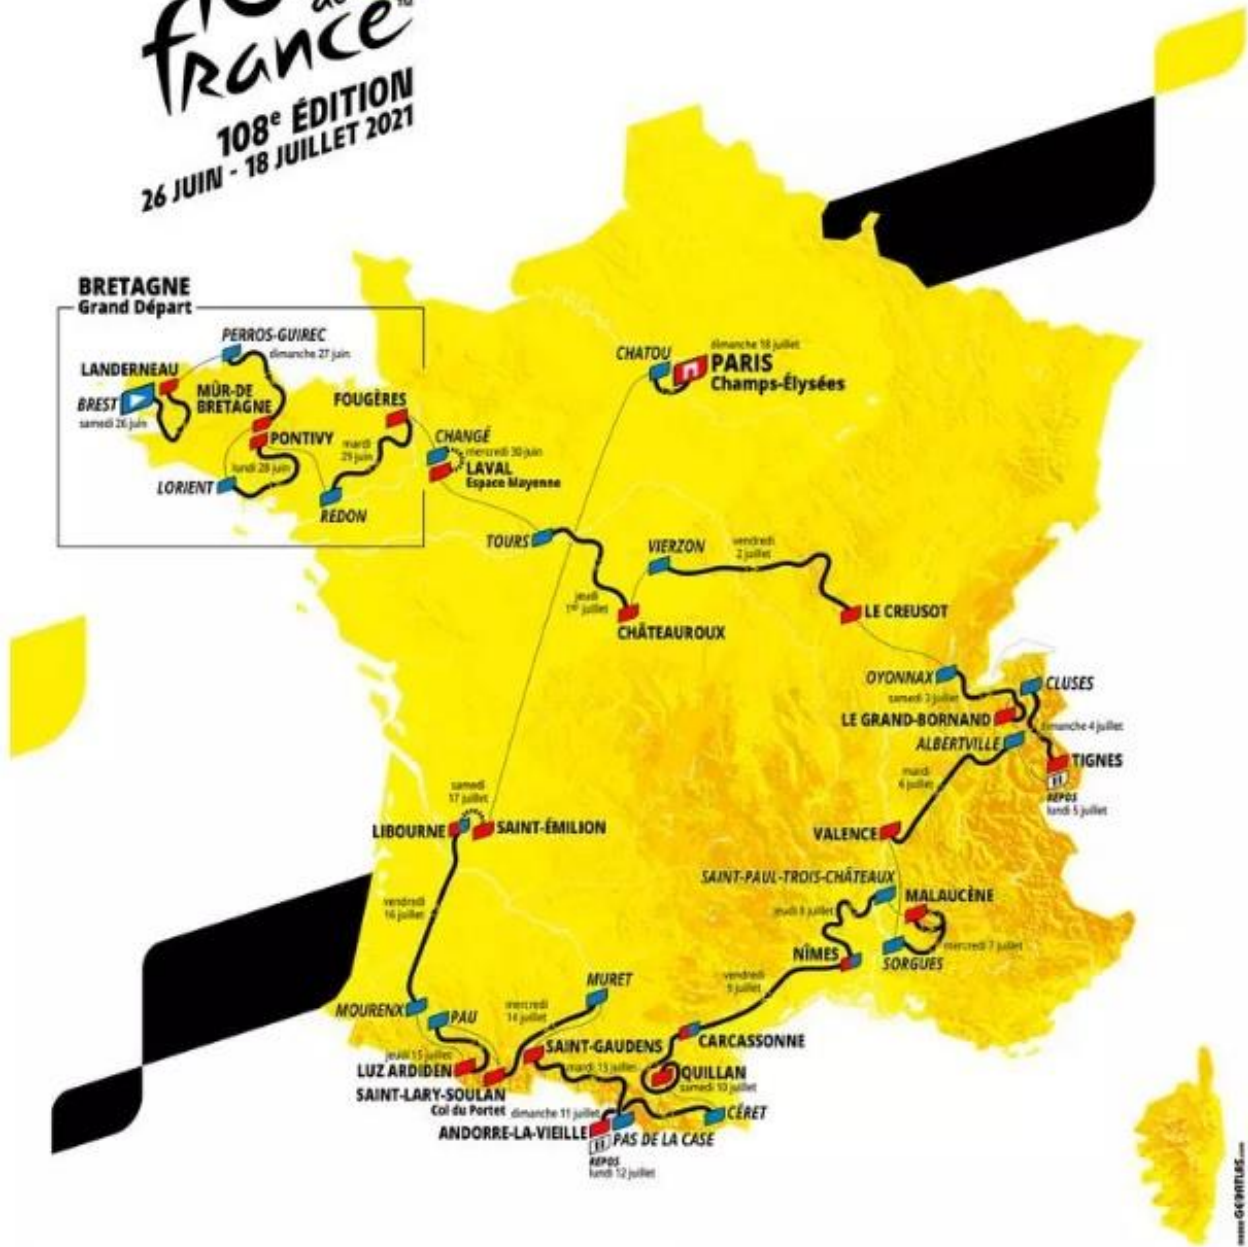 de
france
108e ÉDITION
26 JUIN - 18 JUILLET 2021
BRETAGNE
Grand Départ
PERROS-GUIREC
dimanche 27 juin
LANDERNEAU
BREST
samedi 26 juin
MÛR-DE
BRETAGNE
FOUGÈRES
PONTIVY
mardi
29 juin
lundi 28 juin
LORIENT
REDON
CHANGÉ
mercredi 30 juin
LAVAL
Espace Mayenne
CHATOU
dimanche 18 juillet
PARIS
Champs-Élysées
TOURS
VIERZON
vendredi
2 juillet
jeudi
1er juillet
CHÂTEAUROUX
LE CREUSOT
OYONNAX
samedi 3 juillet
CLUSES
LE GRAND-BORNAND
dimanche 4 juillet
ALBERTVILLE
TIGNES
REPOS
lundi 5 juillet
mardi
6 juillet
samedi
17 juillet
LIBOURNE
SAINT-ÉMILION
VALENCE
SAINT-PAUL-TROIS-CHÂTEAUX
MALAUCÈNE
jeudi 8 juillet
mercredi 7 juillet
NÎMES
SORGUES
vendredi
16 juillet
vendredi
9 juillet
MURET
MOURENX
PAU
mercredi
14 juillet
CARCASSONNE
jeudi 15 juillet
SAINT-GAUDENS
LUZ ARDIDEN
mardi 13 juillet
QUILLAN
samedi 10 juillet
SAINT-LARY-SOULAN
Col du Portet
dimanche 11 juillet
CÉRET
ANDORRE-LA-VIEILLE
PAS DE LA CASE
REPOS
lundi 12 juillet
GEOATLAS.com